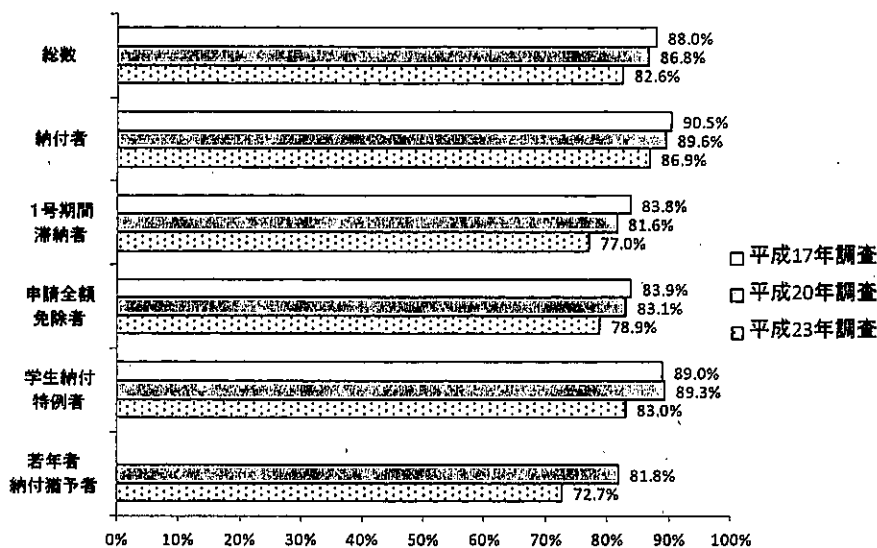 総数
88.0%
86.8%
82.6%
納付者
90.5%
89.6%
86.9%
1号期間
滞納者
83.8%
81.6%
77.0%
申請全額
免除者
83.9%
83.1%
78.9%
学生納付
特例者
89.0%
89.3%
83.0%
若年者
納付猶予者
81.8%
72.7%
平成17年調査
平成20年調査
平成23年調査
0% 10% 20% 30% 40% 50% 60% 70% 80% 90% 100%